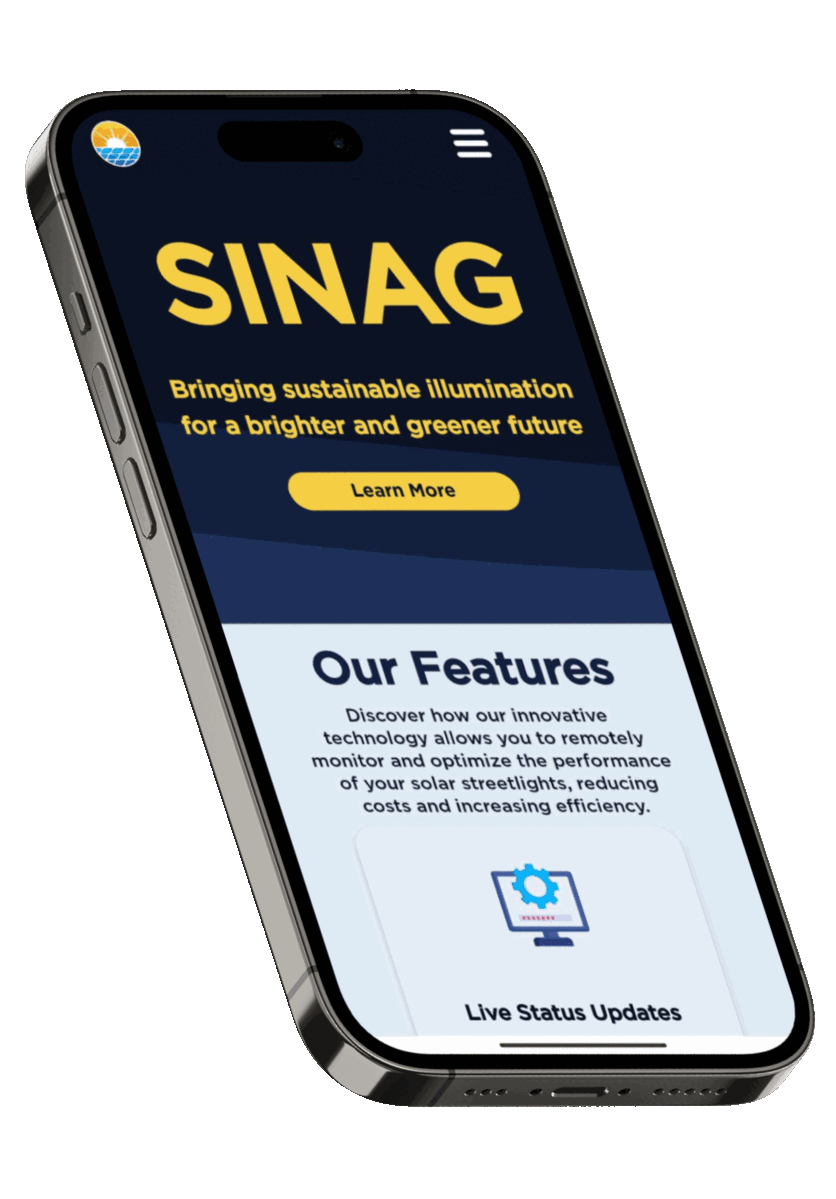 SINAG
Bringing sustainable illumination
for a brighter and greener future
Learn More
Our Features
Discover how our innovative
technology allows you to remotely
monitor and optimize the performance
of your solar streetlights, reducing
costs and increasing efficiency.
Live Status Updates